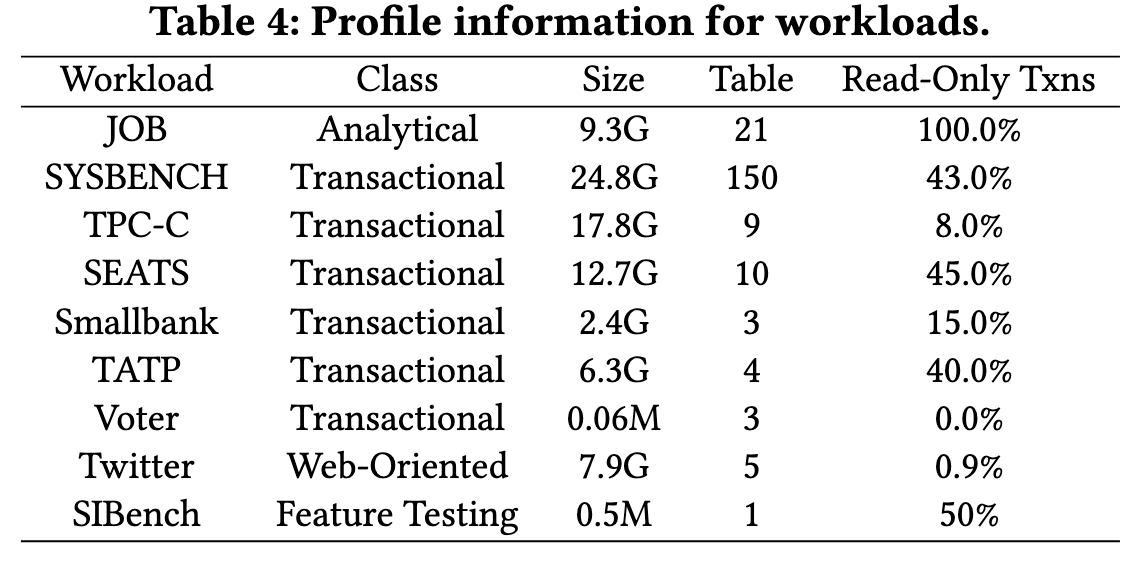 Table 4: Profile information for workloads.
Workload Class Size Table Read-Only Txns
JOB Analytical 9.3G 21 100.0%
SYSBENCH Transactional 24.8G 150 43.0%
TPC-C Transactional 17.8G 9 8.0%
SEATS Transactional 12.7G 10 45.0%
Smallbank Transactional 2.4G 3 15.0%
TATP Transactional 6.3G 4 40.0%
Voter Transactional 0.06M 3 0.0%
Twitter Web-Oriented 7.9G 5 0.9%
SIBench Feature Testing 0.5M 1 50%